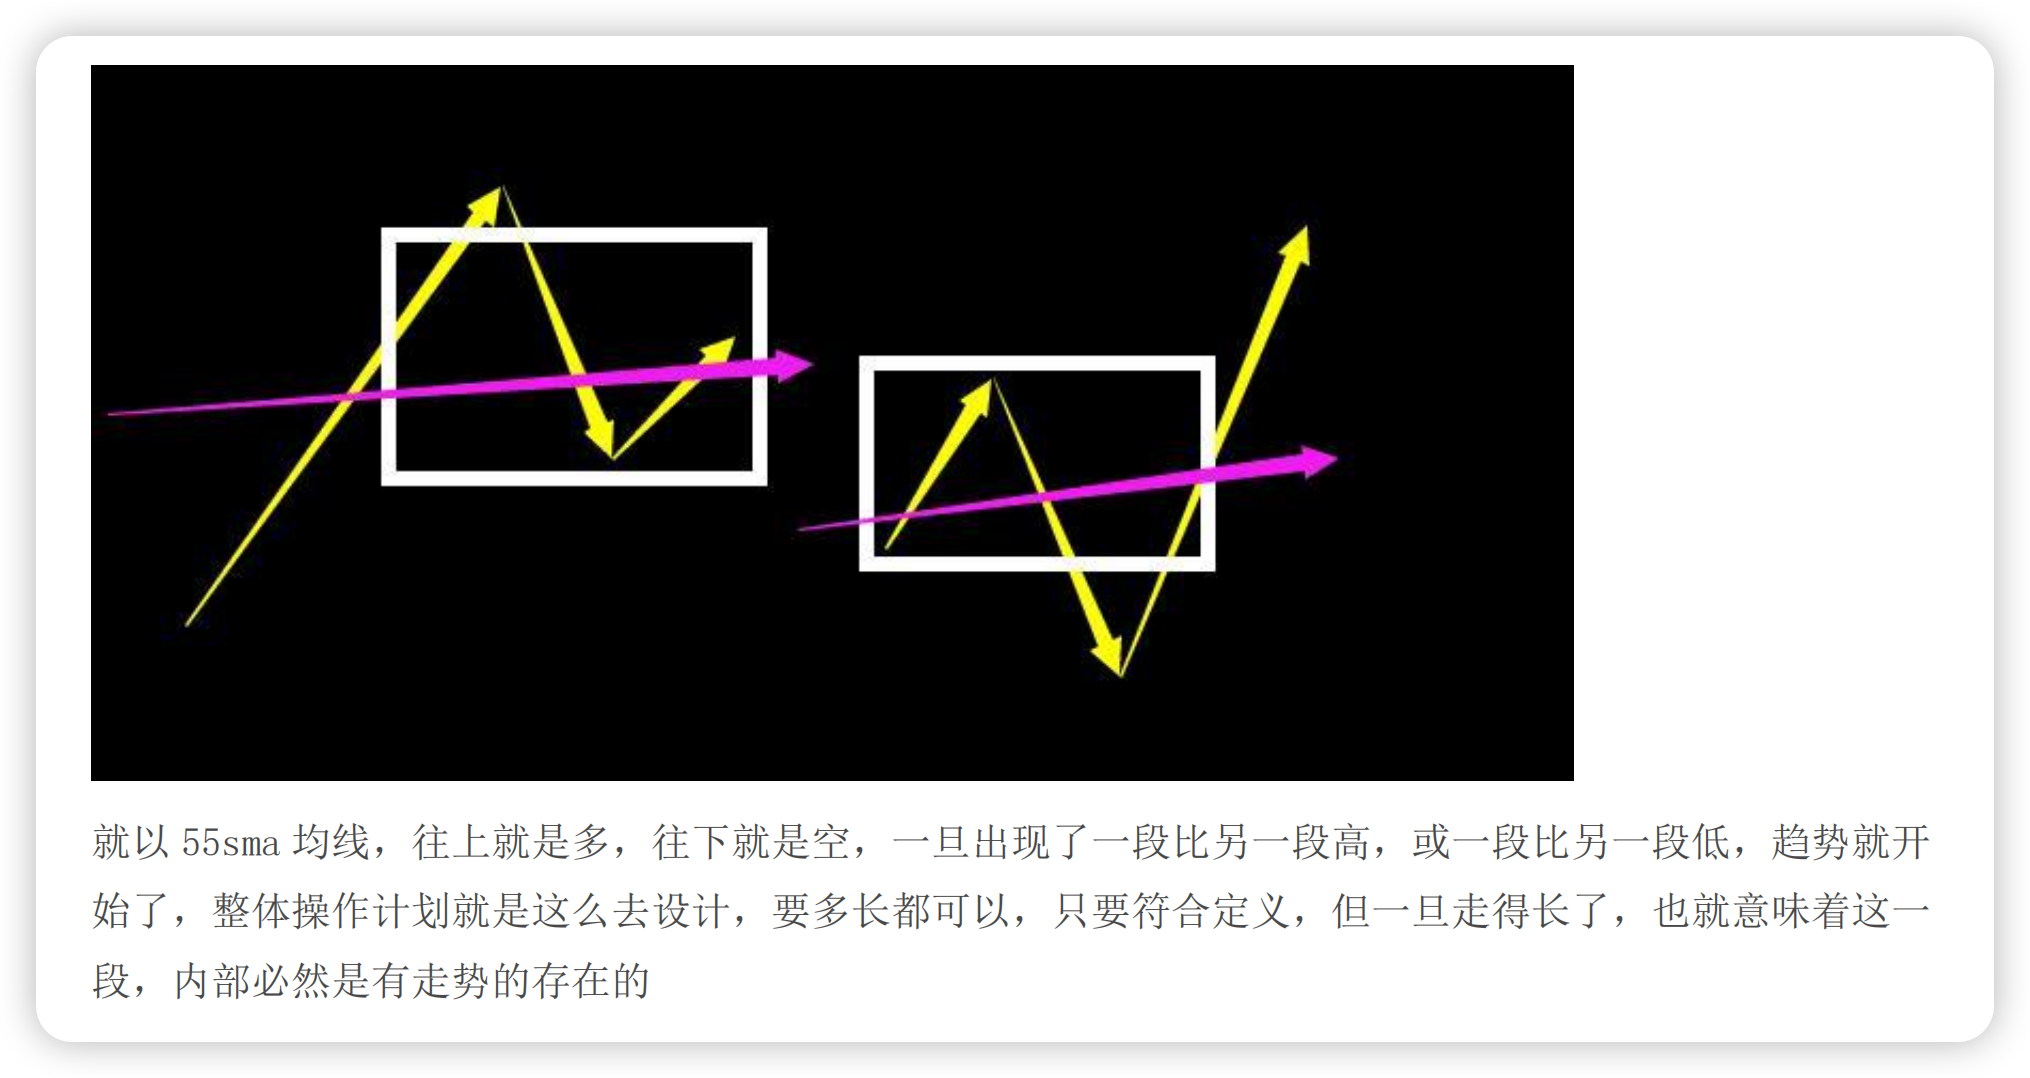 就以 55sma 均线，往上就是多，往下就是空，一旦出现了一段比另一段高，或一段比另一段低，趋势就开
始了，整体操作计划就是这么去设计，要多长都可以，只要符合定义，但一旦走得长了，也就意味着这一
段，内部必然是有走势的存在的